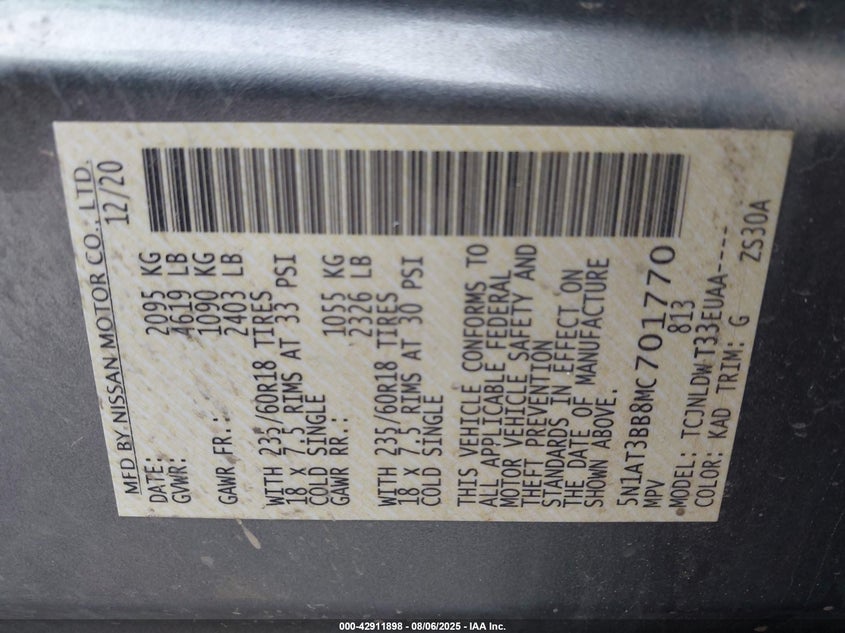 MFD BY NISSAN MOTOR CO., LTD.
DATE: 12/20
GVWR: 2095 KG
4619 LB
GAWR FR.: 1090 KG
2403 LB
WITH 235/60R18 TIRES
18 X 7.5 RIMS AT 33 PSI
COLD SINGLE
GAWR RR.: 1055 KG
2326 LB
WITH 235/60R18 TIRES
18 X 7.5 RIMS AT 30 PSI
COLD SINGLE
THIS VEHICLE CONFORMS TO
ALL APPLICABLE FEDERAL
MOTOR VEHICLE SAFETY AND
THEFT PREVENTION
STANDARDS IN EFFECT ON
THE DATE OF MANUFACTURE
SHOWN ABOVE.
5N1AT3BB8MC701770
MPV 813
MODEL: TCJNLDWT33EUAA----
COLOR: KAD TRIM: G ZS30A
000-42911898 - 08/06/2025 - IAA Inc.